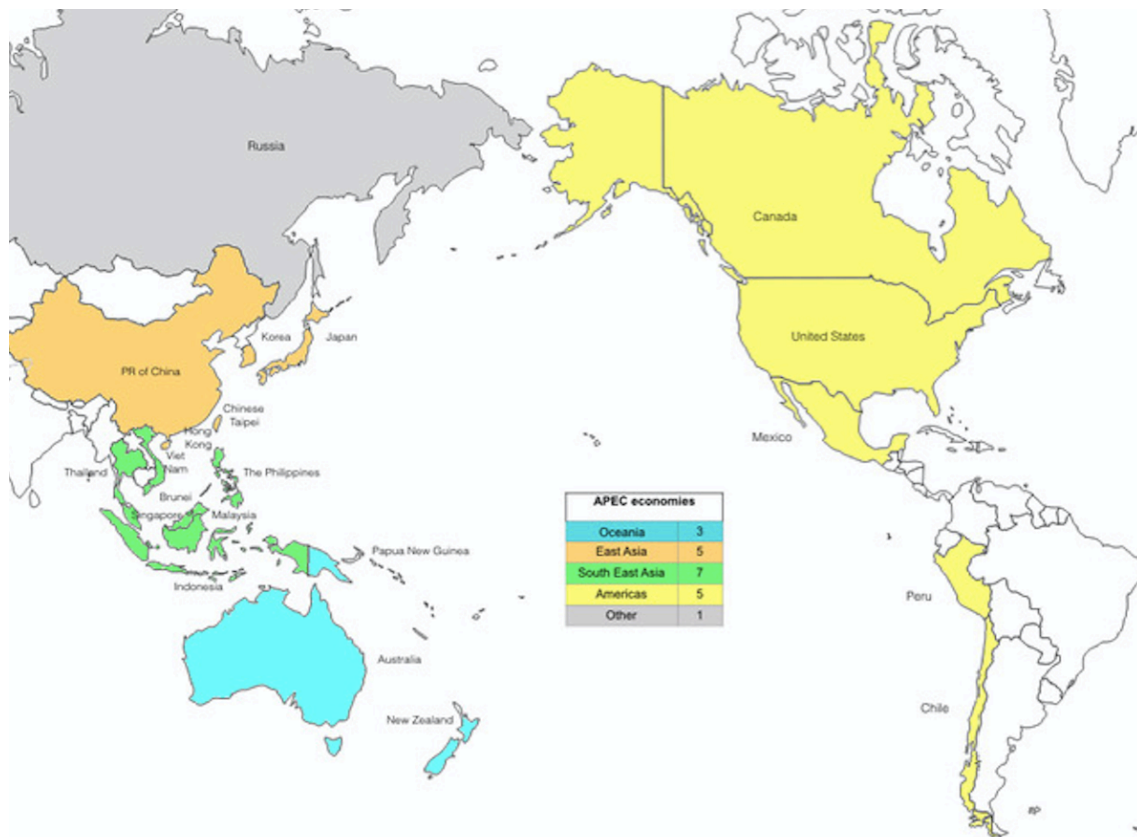 Russia
Canada
United States
Korea
Japan
PR of China
Chinese
Taipei
Hong
Kong
Mexico
Viet
Nam
Thailand
The Philippines
Brunei
Singapore
Malaysia
Papua New Guinea
Indonesia
APEC economies
Oceania 3
East Asia 5
South East Asia 7
Americas 5
Other 1
Peru
Australia
Chile
New Zealand